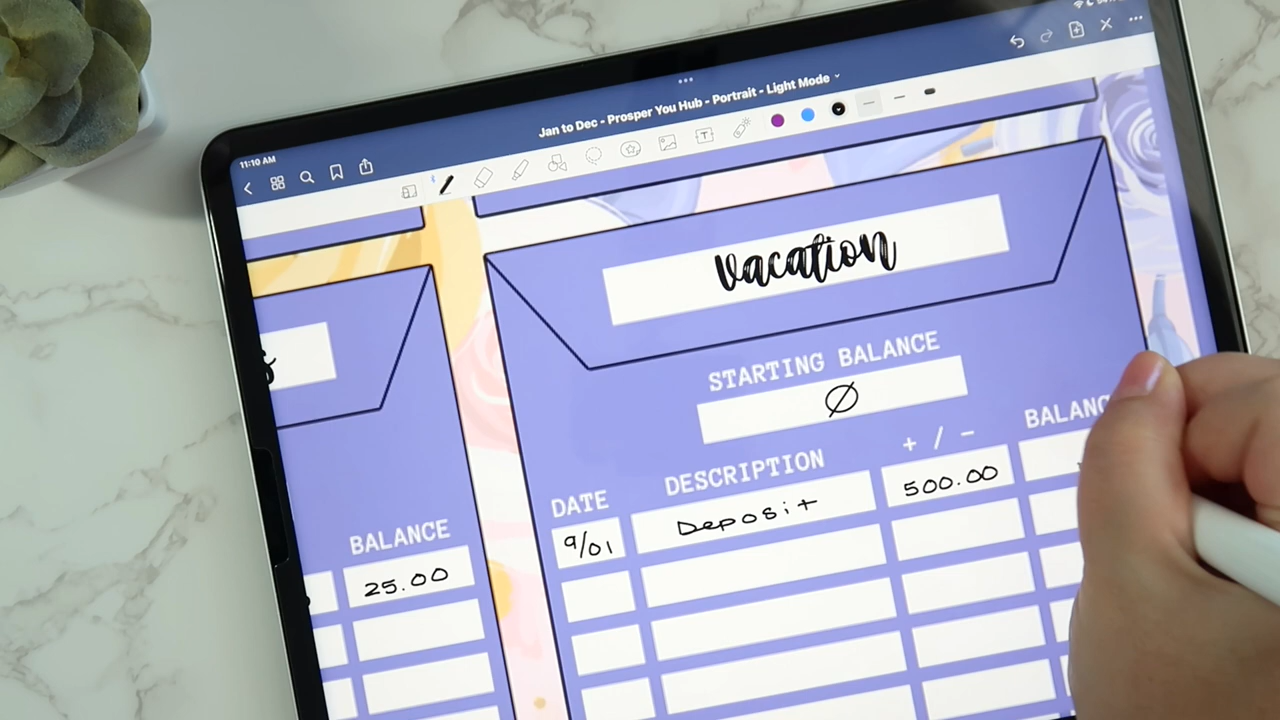 11:10 AM
Jan to Dec - Prosper You Hub - Portrait - Light Mode
vacation
STARTING BALANCE
Ø
DATE DESCRIPTION + / - BALANC
9/01 Deposit 500.00
BALANCE
25.00